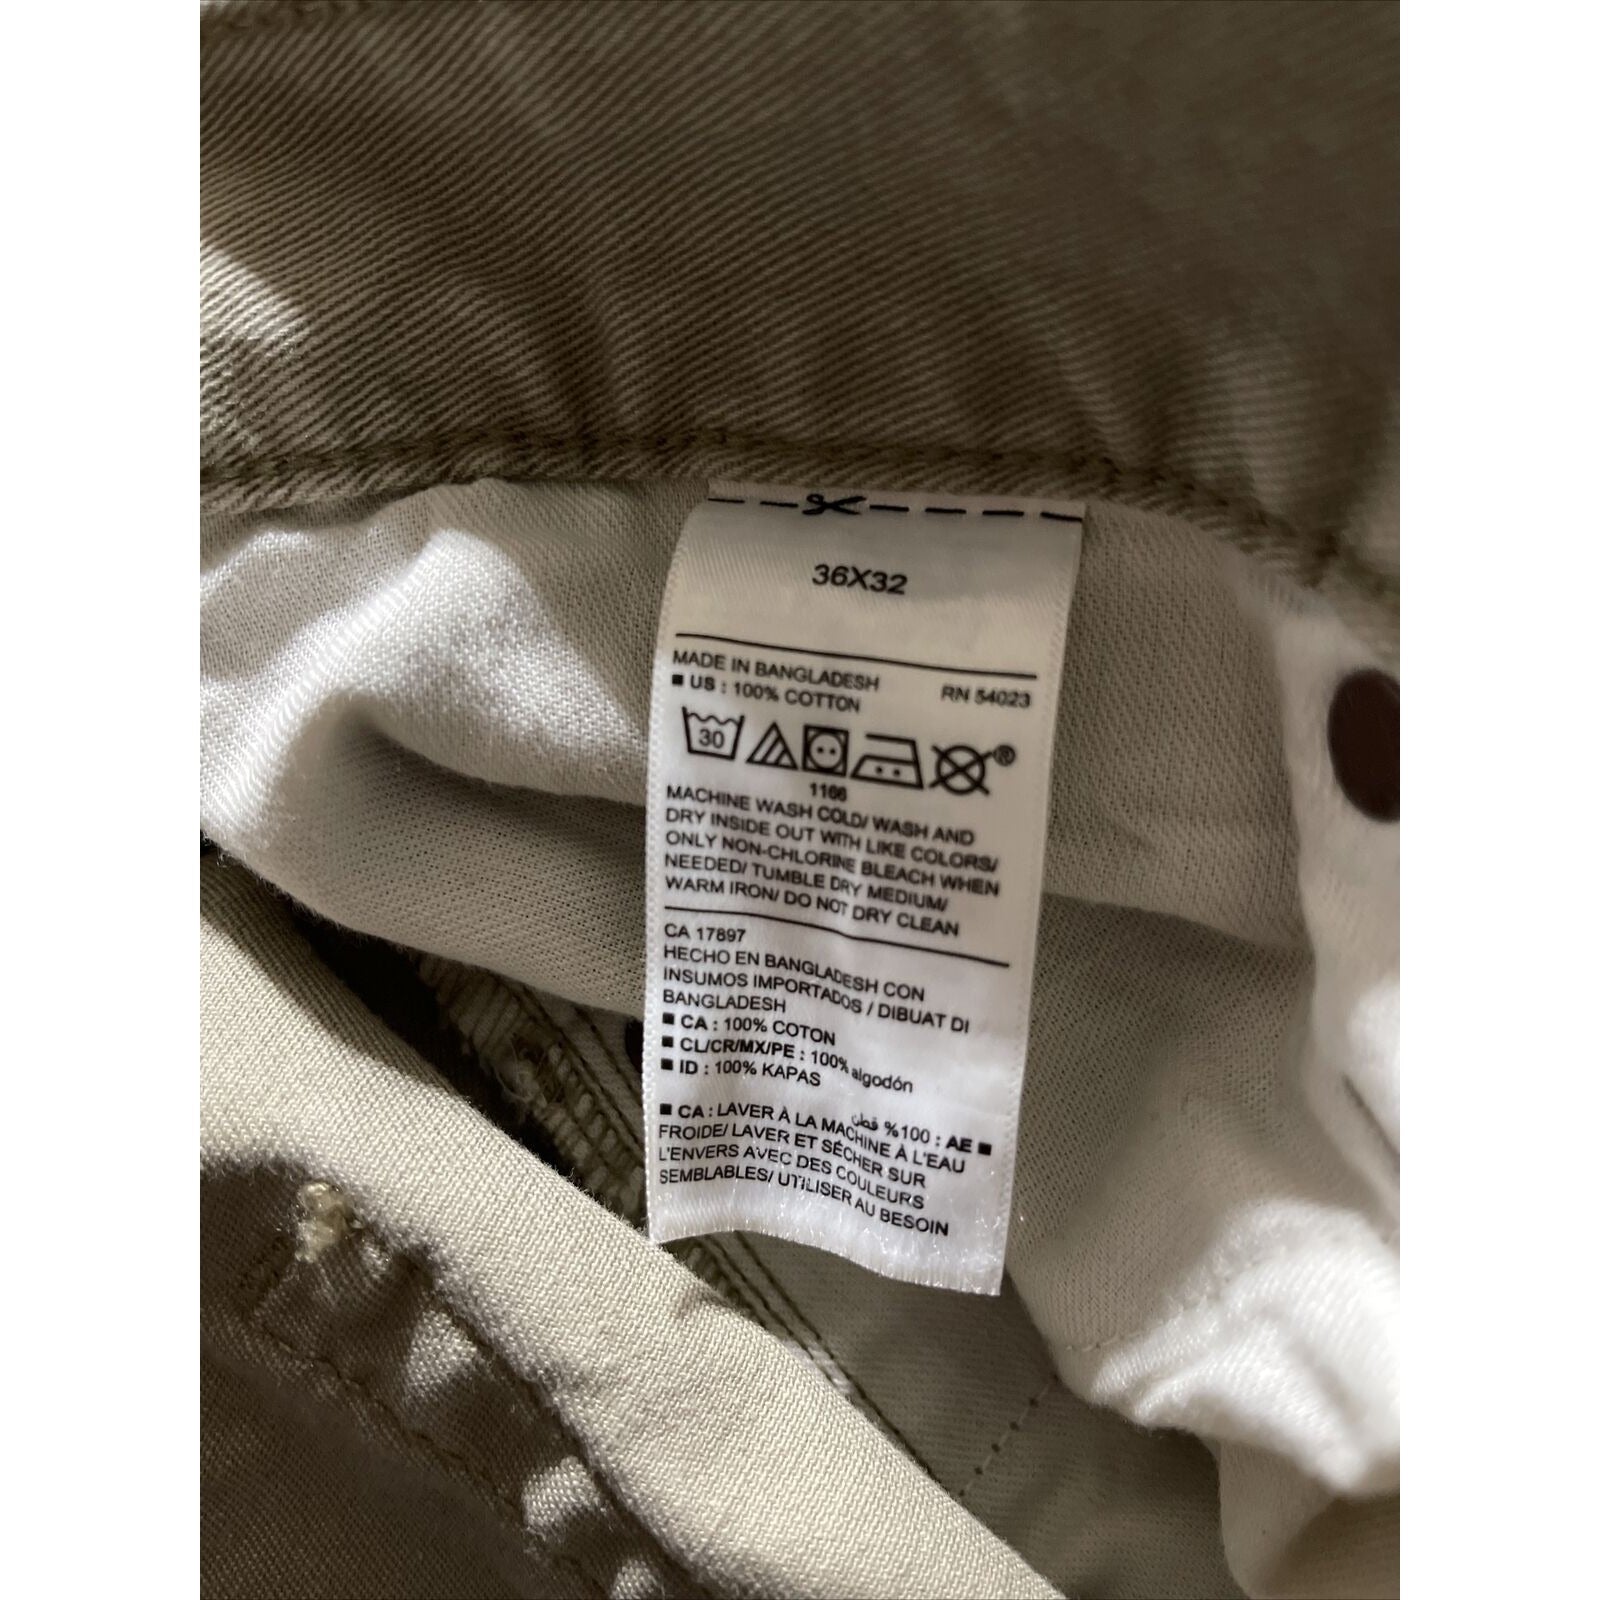 36X32
MADE IN BANGLADESH RN 54023
■ US : 100% COTTON
30
1166
MACHINE WASH COLD/ WASH AND
DRY INSIDE OUT WITH LIKE COLORS/
ONLY NON-CHLORINE BLEACH WHEN
NEEDED/ TUMBLE DRY MEDIUM/
WARM IRON/ DO NOT DRY CLEAN
CA 17897
HECHO EN BANGLADESH CON
INSUMOS IMPORTADOS / DIBUAT DI
BANGLADESH
■ CA : 100% COTON
■ CL/CR/MX/PE : 100% algodón
■ ID : 100% KAPAS
■ AE : 100% قطن
■ CA : LAVER À LA MACHINE À L'EAU
FROIDE/ LAVER ET SÉCHER SUR
L'ENVERS AVEC DES COULEURS
SEMBLABLES/ UTILISER AU BESOIN